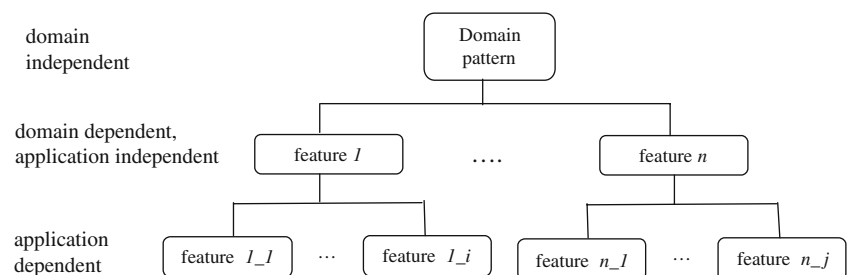 domain
independent
Domain
pattern
domain dependent,
application independent
feature 1
....
feature n
application
dependent
feature 1_1
...
feature 1_i
feature n_1
...
feature n_j